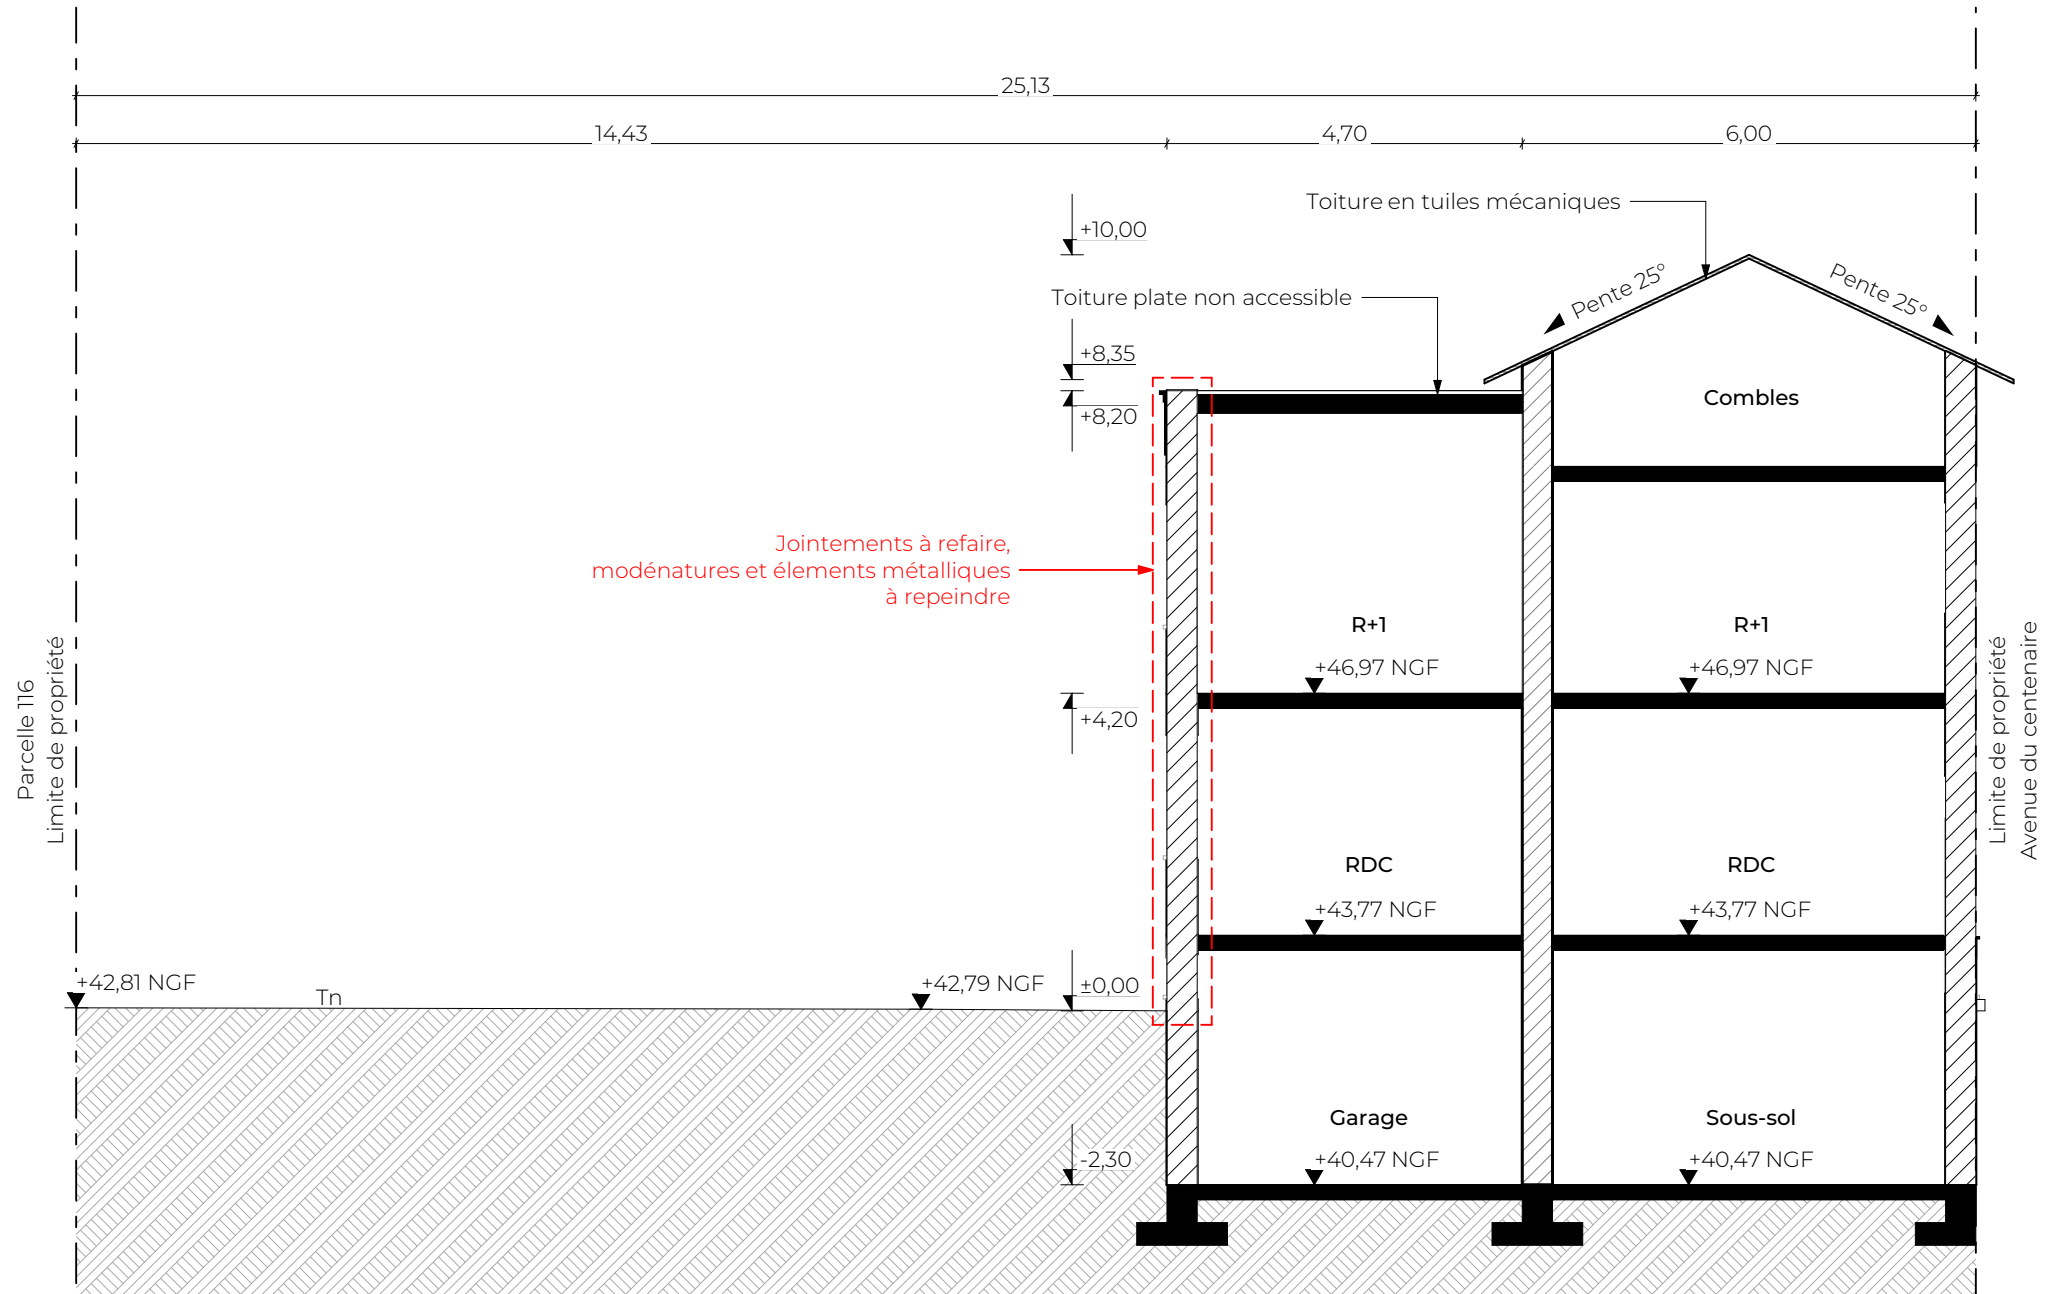 25,13
14,43
4,70
6,00
Toiture en tuiles mécaniques
+10,00
Pente 25°
Pente 25°
Toiture plate non accessible
+8,35
+8,20
Combles
Jointements à refaire,
modénatures et élements métalliques
à repeindre
R+1
+46,97 NGF
R+1
+46,97 NGF
+4,20
Parcelle 116
Limite de propriété
Limite de propriété
Avenue du centenaire
RDC
+43,77 NGF
RDC
+43,77 NGF
+42,81 NGF
Tn
+42,79 NGF
±0,00
Garage
+40,47 NGF
Sous-sol
+40,47 NGF
-2,30